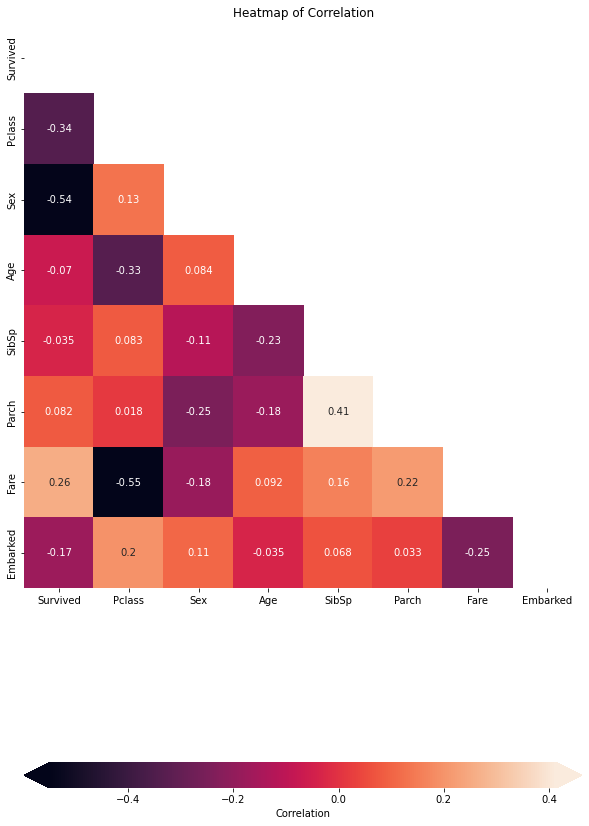 Heatmap of Correlation
Survived
Pclass -0.34
Sex -0.54 0.13
Age -0.07 -0.33 0.084
SibSp -0.035 0.083 -0.11 -0.23
Parch 0.082 0.018 -0.25 -0.18 0.41
Fare 0.26 -0.55 -0.18 0.092 0.16 0.22
Embarked -0.17 0.2 0.11 -0.035 0.068 0.033 -0.25
Survived Pclass Sex Age SibSp Parch Fare Embarked
−0.4 −0.2 0.0 0.2 0.4
Correlation